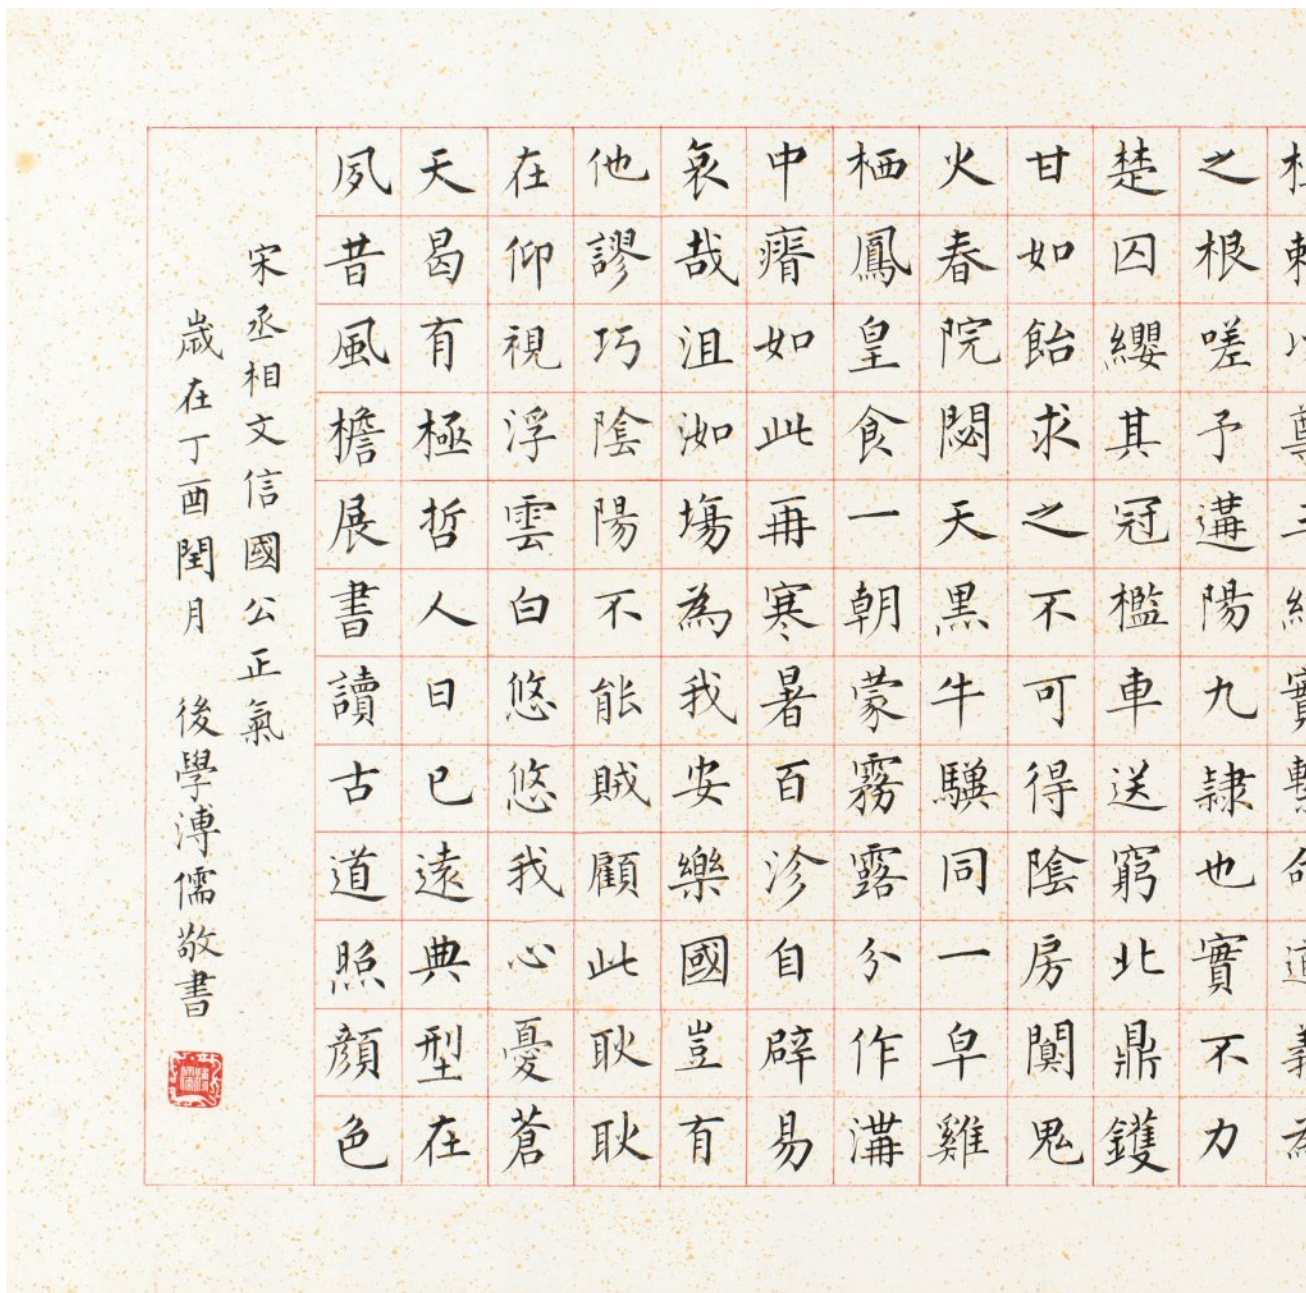 之根嗟予遘陽九隷也實不力
楚囚纓其冠檻車送窮北鼎鑊
甘如飴求之不可得陰房闃鬼
火春院閟天黑牛驥同一皁雞
栖鳳皇食一朝蒙霧露分作溝
中瘠如此再寒暑百沴自辟易
哀哉沮洳塲為我安樂國豈有
他謬巧陰陽不能賊顧此耿耿
在仰視浮雲白悠悠我心憂蒼
天曷有極哲人日已遠典型在
夙昔風檐展書讀古道照顏色
宋丞相文信國公正氣
歲在丁酉閏月 後學溥儒敬書